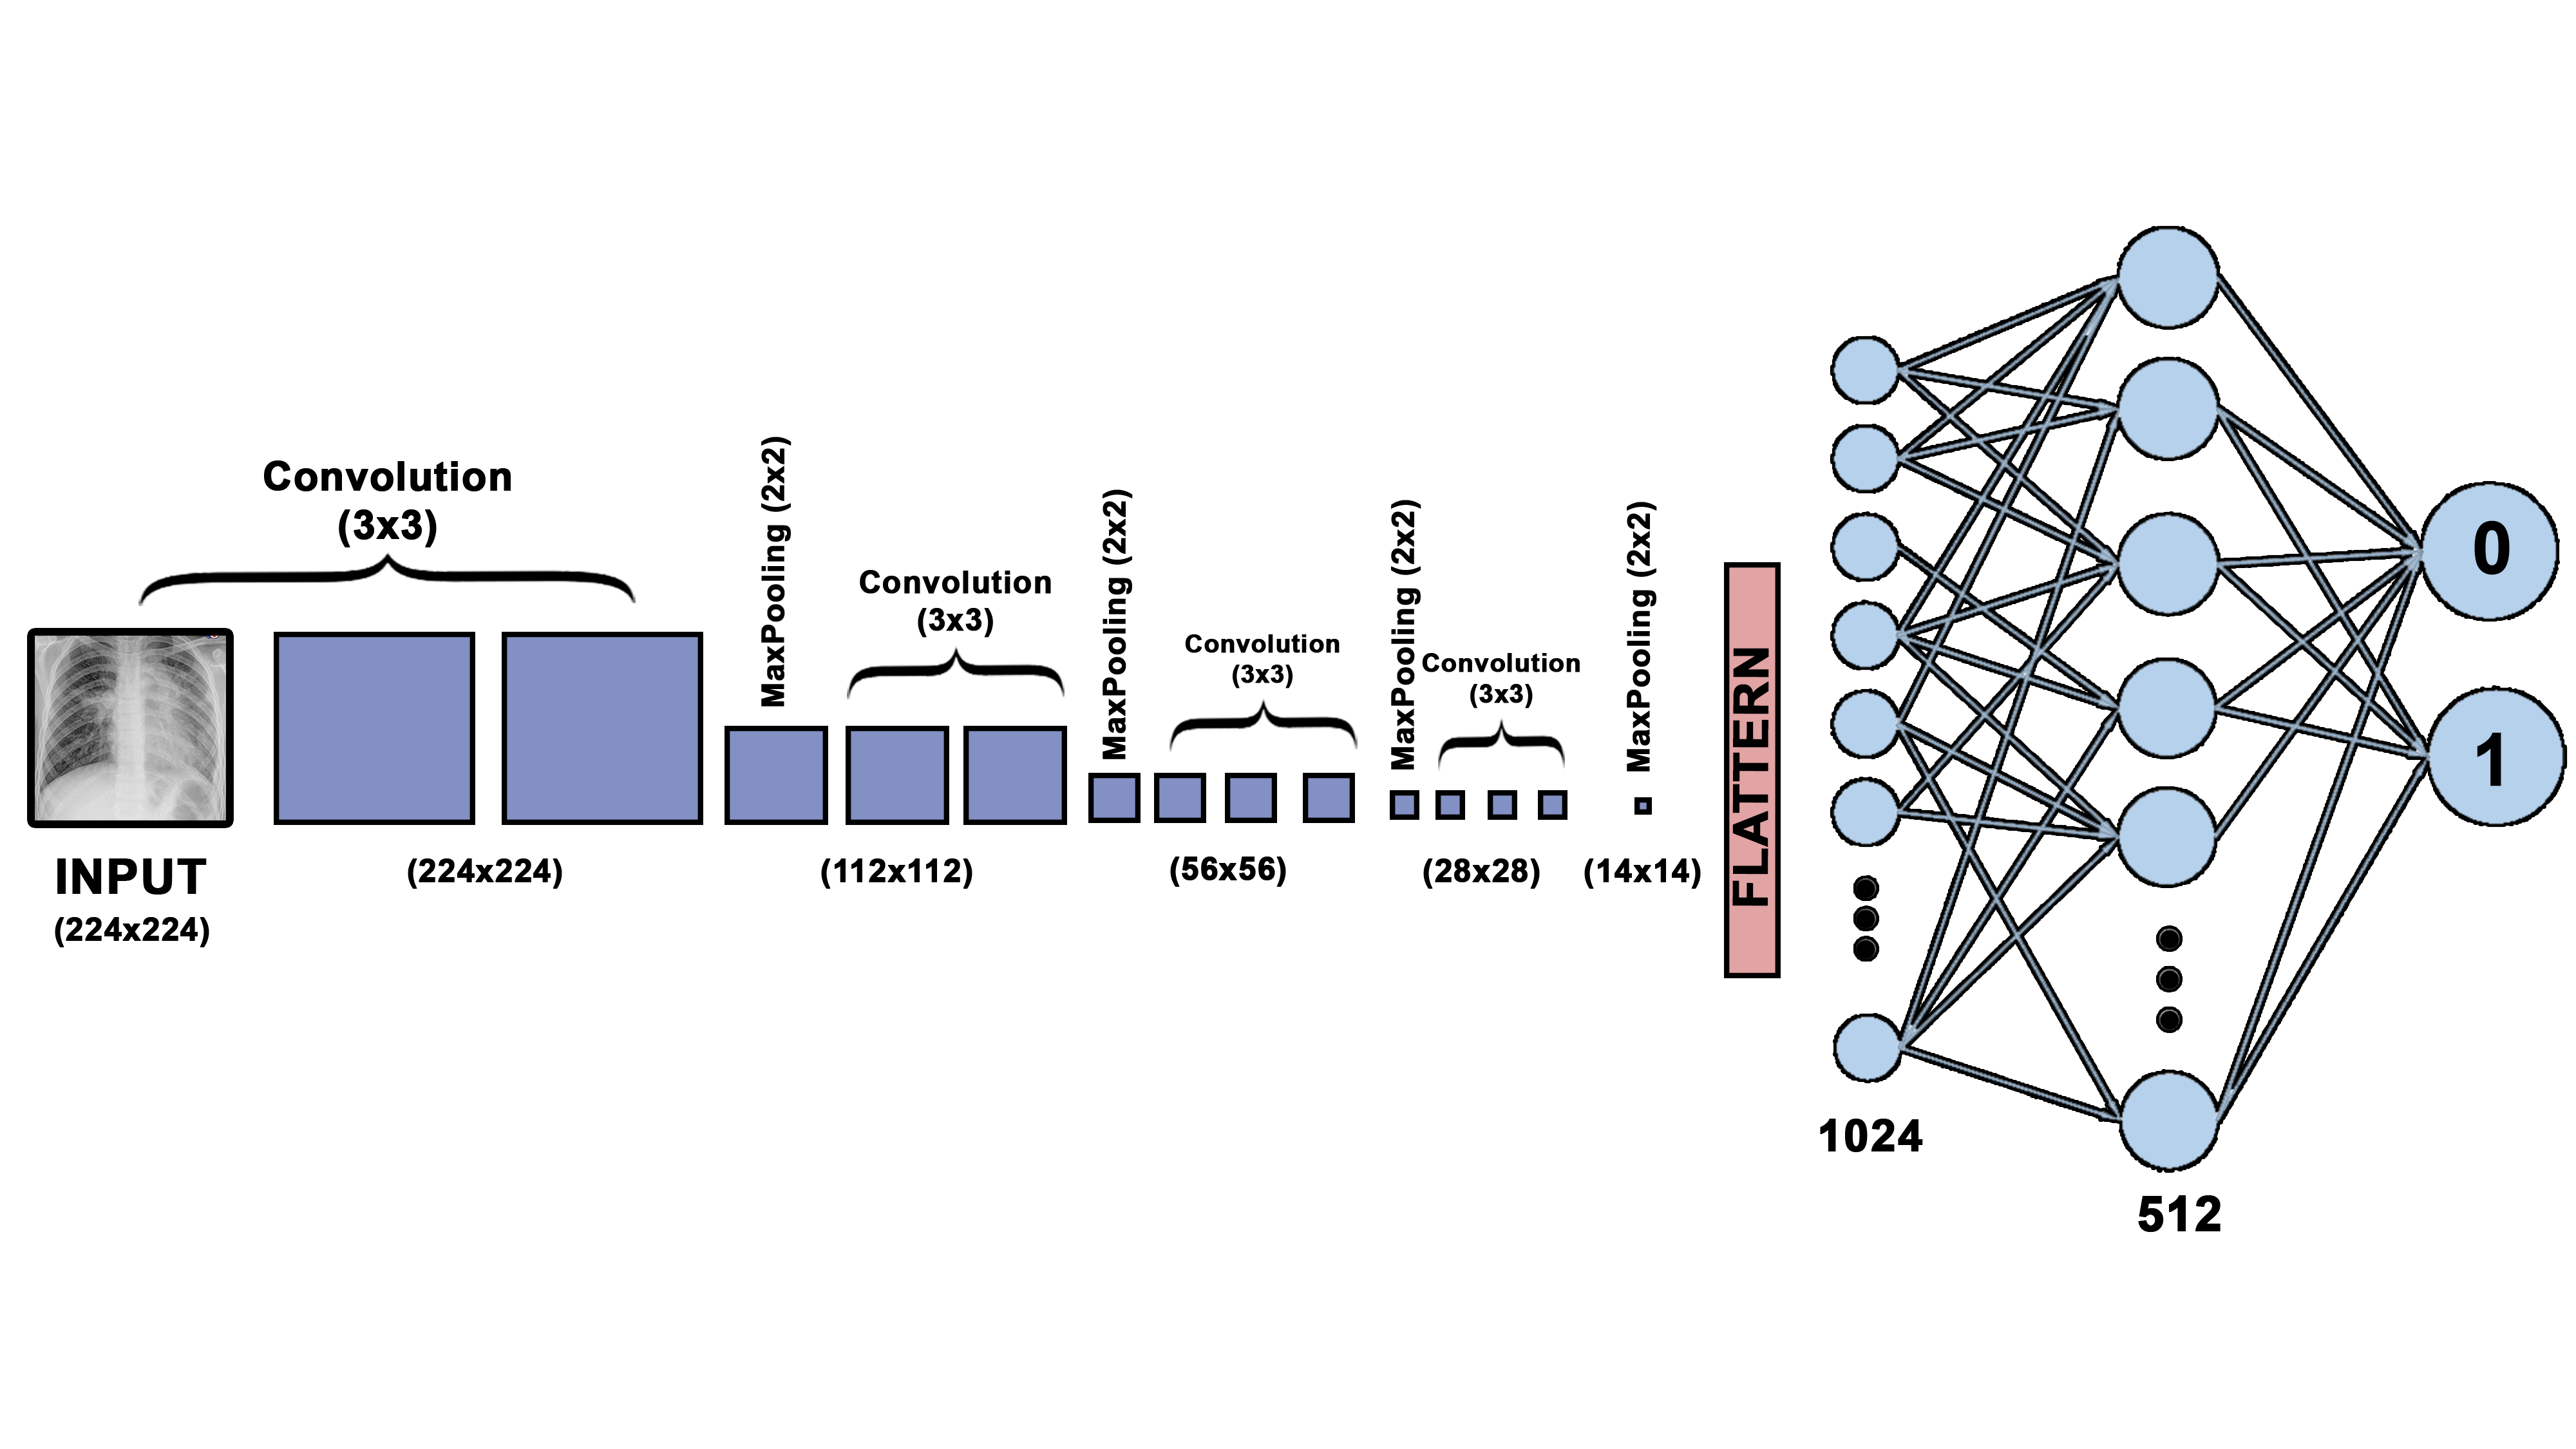 Convolution
(3x3)
INPUT
(224x224)
(224x224)
MaxPooling (2x2)
Convolution
(3x3)
(112x112)
MaxPooling (2x2)
Convolution
(3x3)
(56x56)
MaxPooling (2x2)
Convolution
(3x3)
(28x28)
MaxPooling (2x2)
(14x14)
FLATTERN
1024
512
0
1